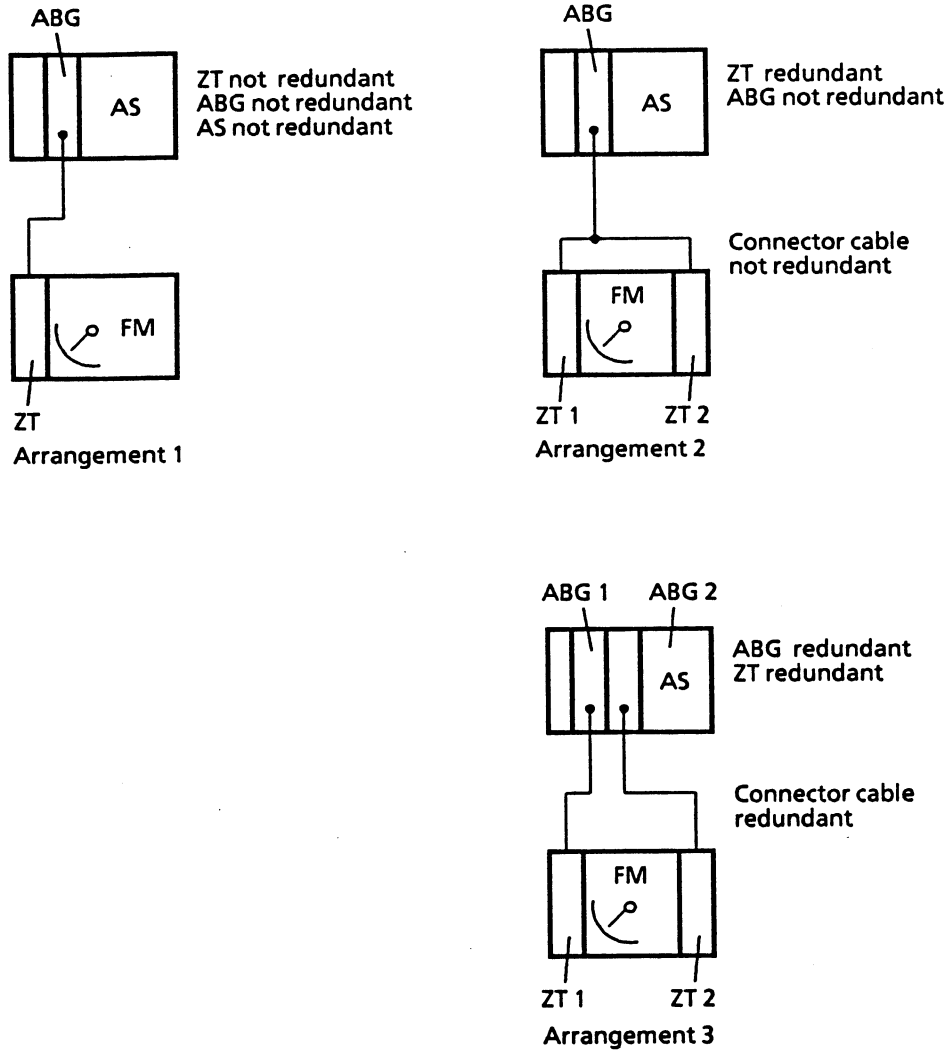 ABG
AS
ZT not redundant
ABG not redundant
AS not redundant
FM
ZT
Arrangement 1
ABG
AS
ZT redundant
ABG not redundant
Connector cable
not redundant
FM
ZT 1
ZT 2
Arrangement 2
ABG 1
ABG 2
AS
ABG redundant
ZT redundant
Connector cable
redundant
FM
ZT 1
ZT 2
Arrangement 3